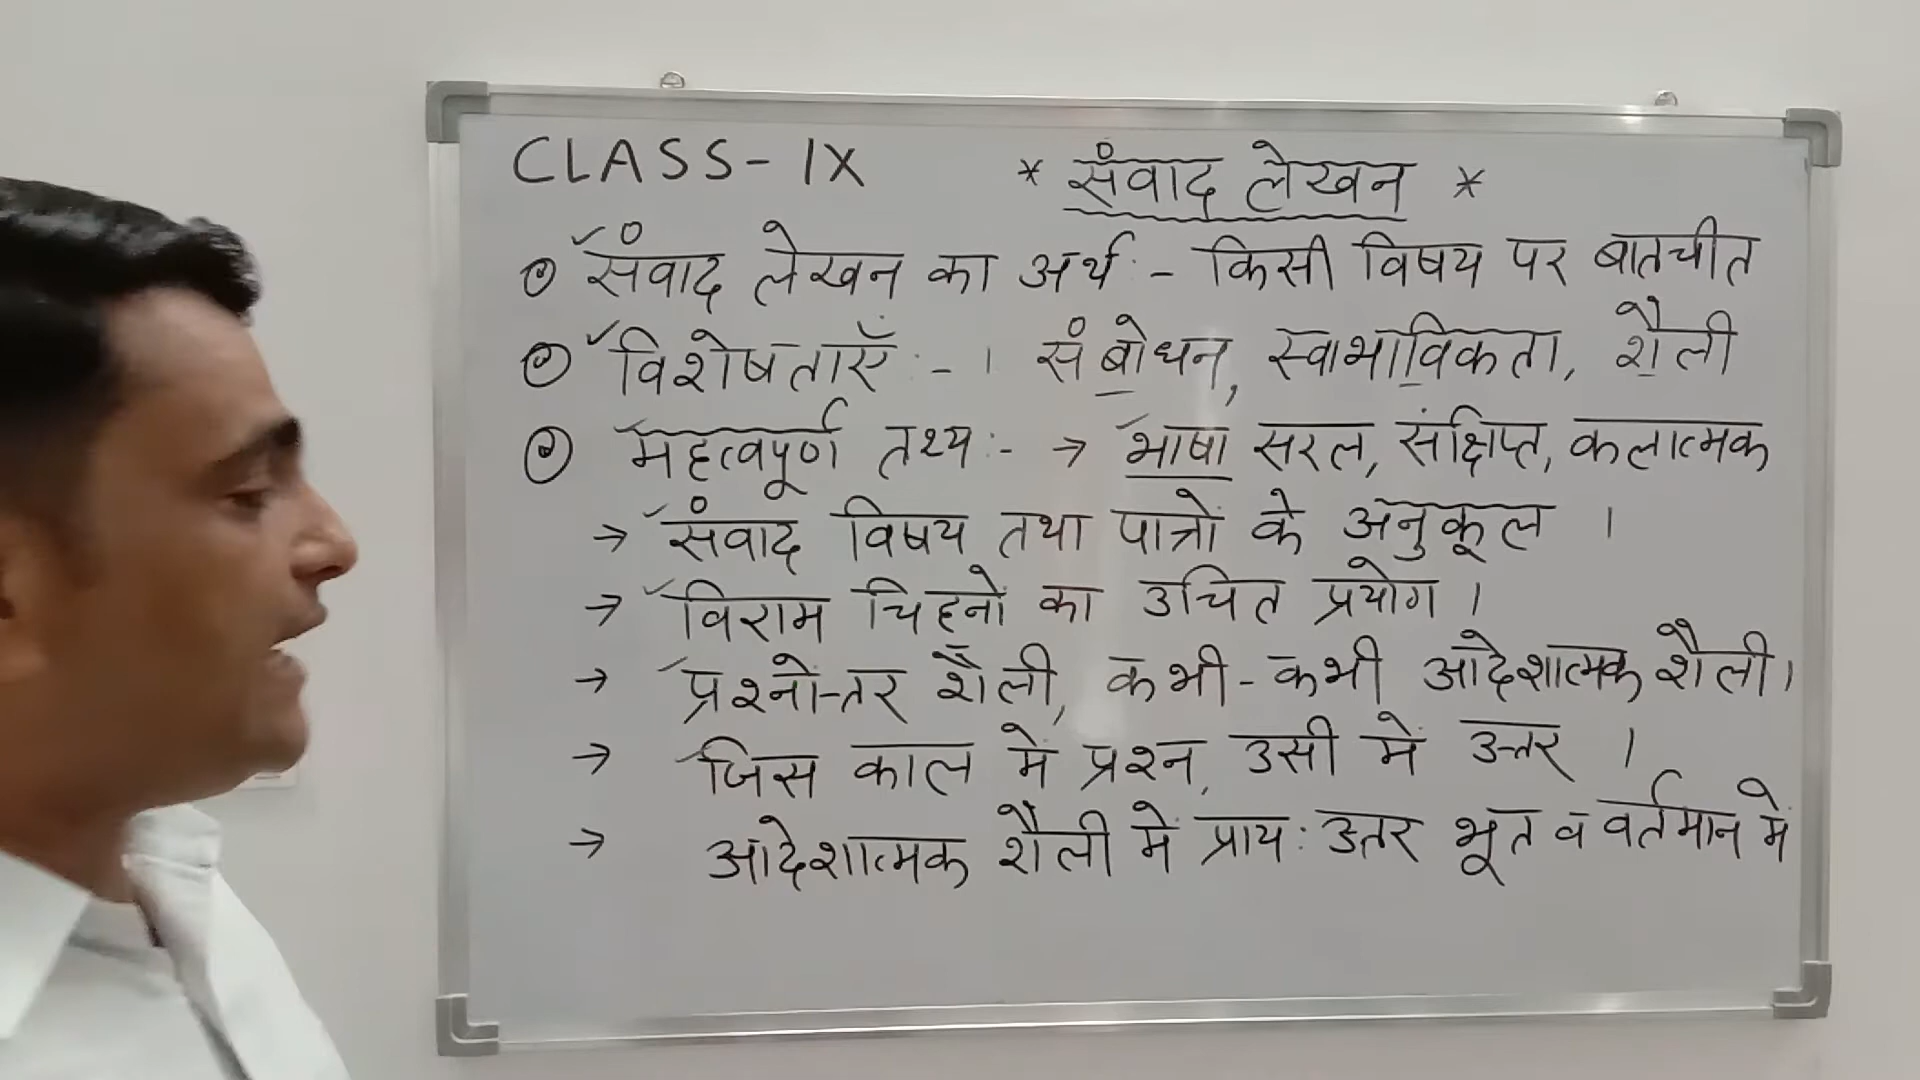 CLASS-IX * संवाद लेखन *
संवाद लेखन का अर्थ :- किसी विषय पर बातचीत
विशेषताएँ :- । संबोधन, स्वाभाविकता, शैली
महत्वपूर्ण तथ्य :- → भाषा सरल, संक्षिप्त, कलात्मक
→ संवाद विषय तथा पात्रों के अनुकूल ।
→ विराम चिह्नों का उचित प्रयोग ।
→ प्रश्नोत्तर शैली, कभी-कभी आदेशात्मक शैली।
→ जिस काल में प्रश्न, उसी में उत्तर ।
→ आदेशात्मक शैली में प्राय: उत्तर भूत व वर्तमान में